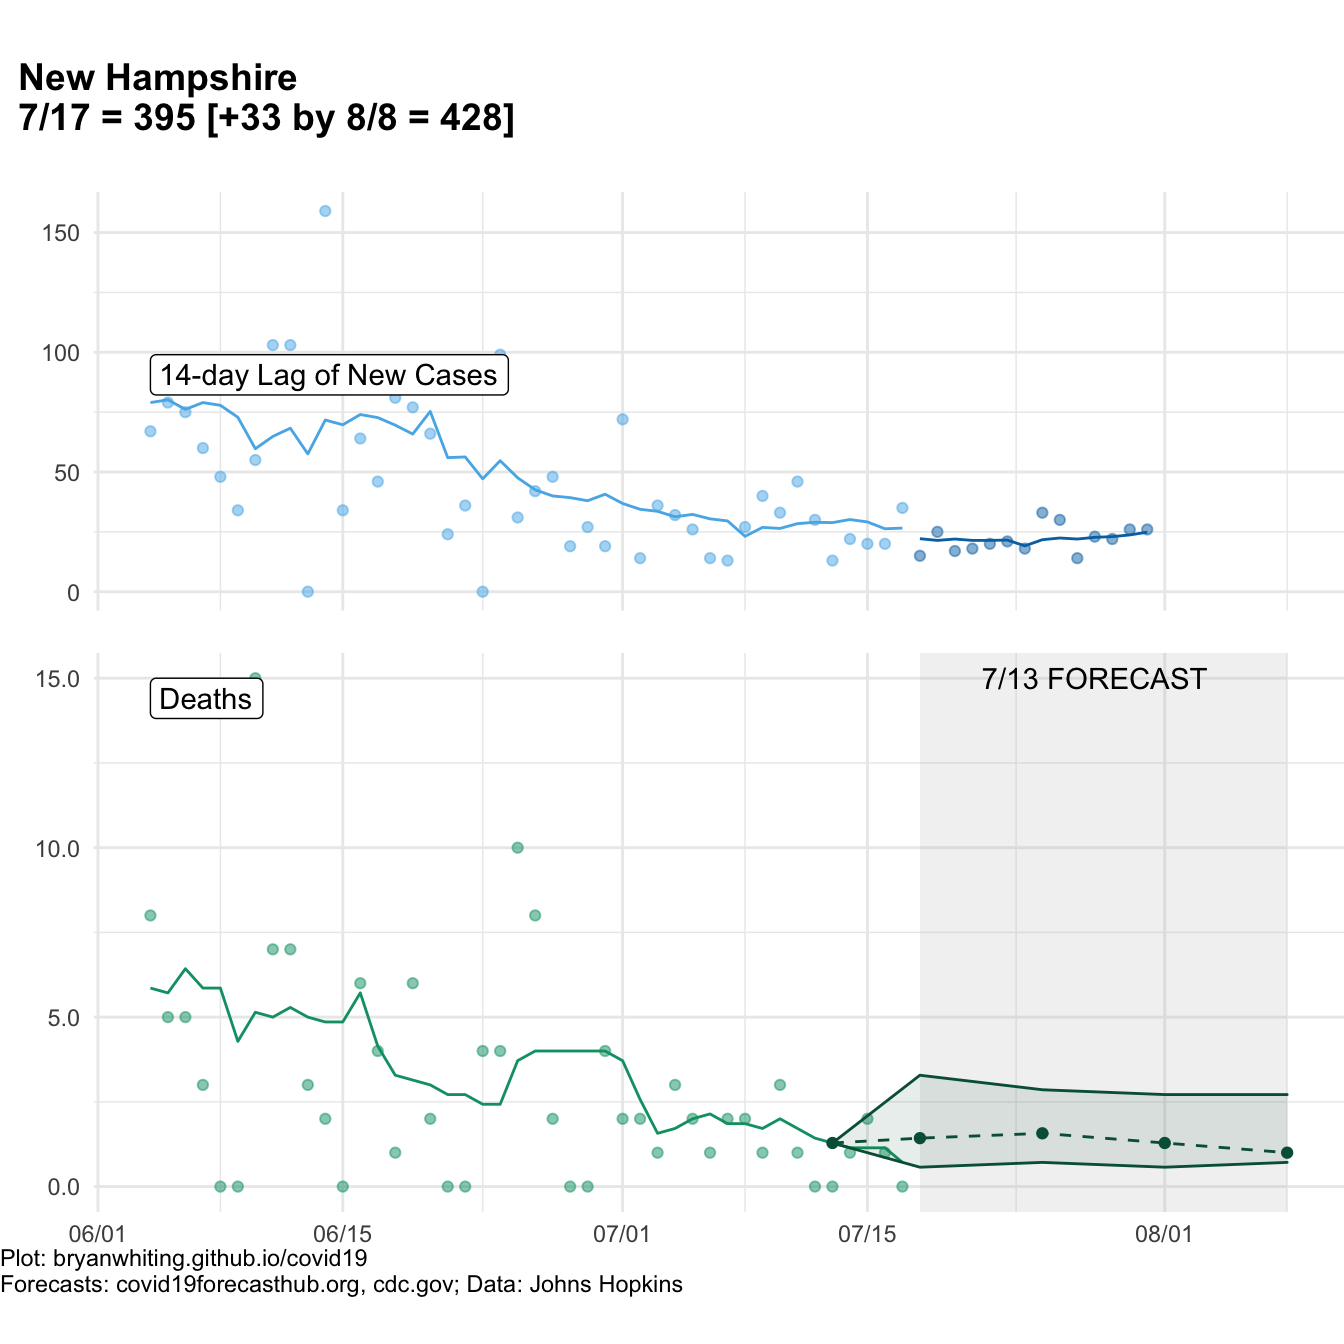 New Hampshire
7/17 = 395 [+33 by 8/8 = 428]
150
100
14-day Lag of New Cases
50
0
15.0
7/13 FORECAST
Deaths
10.0
5.0
0.0
06/01 06/15 07/01 07/15 08/01
Plot: bryanwhiting.github.io/covid19
Forecasts: covid19forecasthub.org, cdc.gov; Data: Johns Hopkins